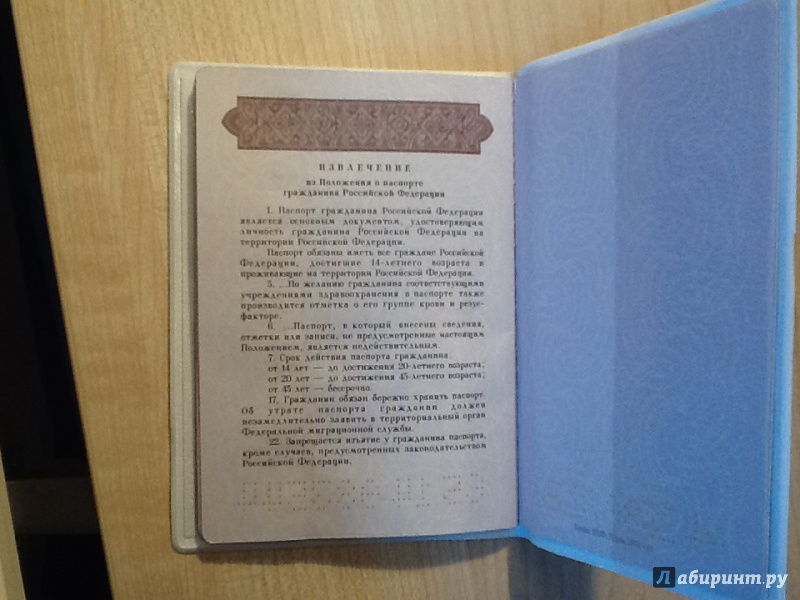 ИЗВЛЕЧЕНИЕ
из Положения о паспорте
гражданина Российской Федерации
1. Паспорт гражданина Российской Федерации
является основным документом, удостоверяющим
личность гражданина Российской Федерации на
территории Российской Федерации.
Паспорт обязаны иметь все граждане Российской
Федерации, достигшие 14-летнего возраста и
проживающие на территории Российской Федерации.
5. ...По желанию гражданина соответствующими
учреждениями здравоохранения в паспорте также
производится отметка о его группе крови и резус-
факторе.
6. ...Паспорт, в который внесены сведения,
отметки или записи, не предусмотренные настоящим
Положением, является недействительным.
7. Срок действия паспорта гражданина:
от 14 лет — до достижения 20-летнего возраста;
от 20 лет — до достижения 45-летнего возраста;
от 45 лет — бессрочно.
17. Гражданин обязан бережно хранить паспорт.
Об утрате паспорта гражданин должен
незамедлительно заявить в территориальный орган
Федеральной миграционной службы.
22. Запрещается изъятие у гражданина паспорта,
кроме случаев, предусмотренных законодательством
Российской Федерации.
Лабиринт.ру